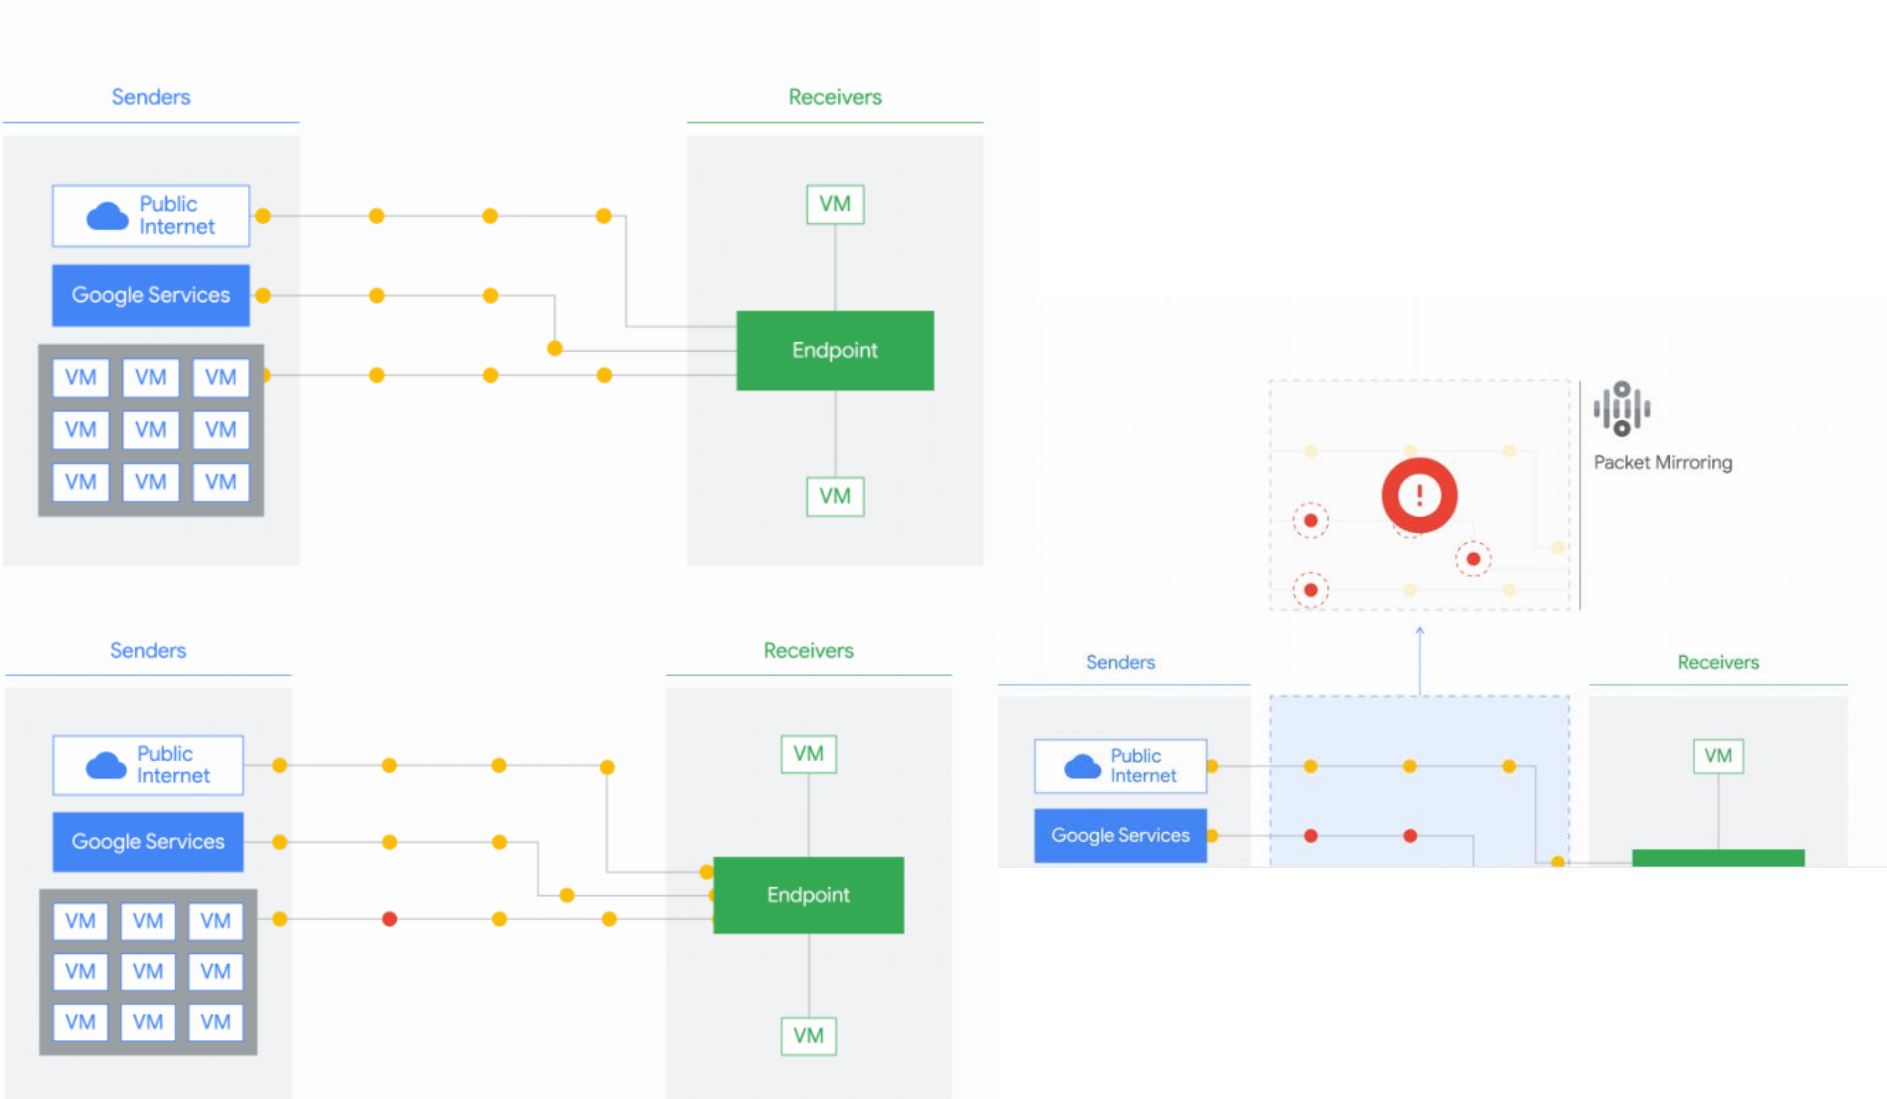 Senders
Receivers
Public
Internet
Google Services
VM VM VM
VM VM VM
VM VM VM
VM
Endpoint
VM
Senders
Receivers
Public
Internet
Google Services
VM VM VM
VM VM VM
VM VM VM
VM
Endpoint
VM
!
Packet Mirroring
Senders
Receivers
Public
Internet
Google Services
VM